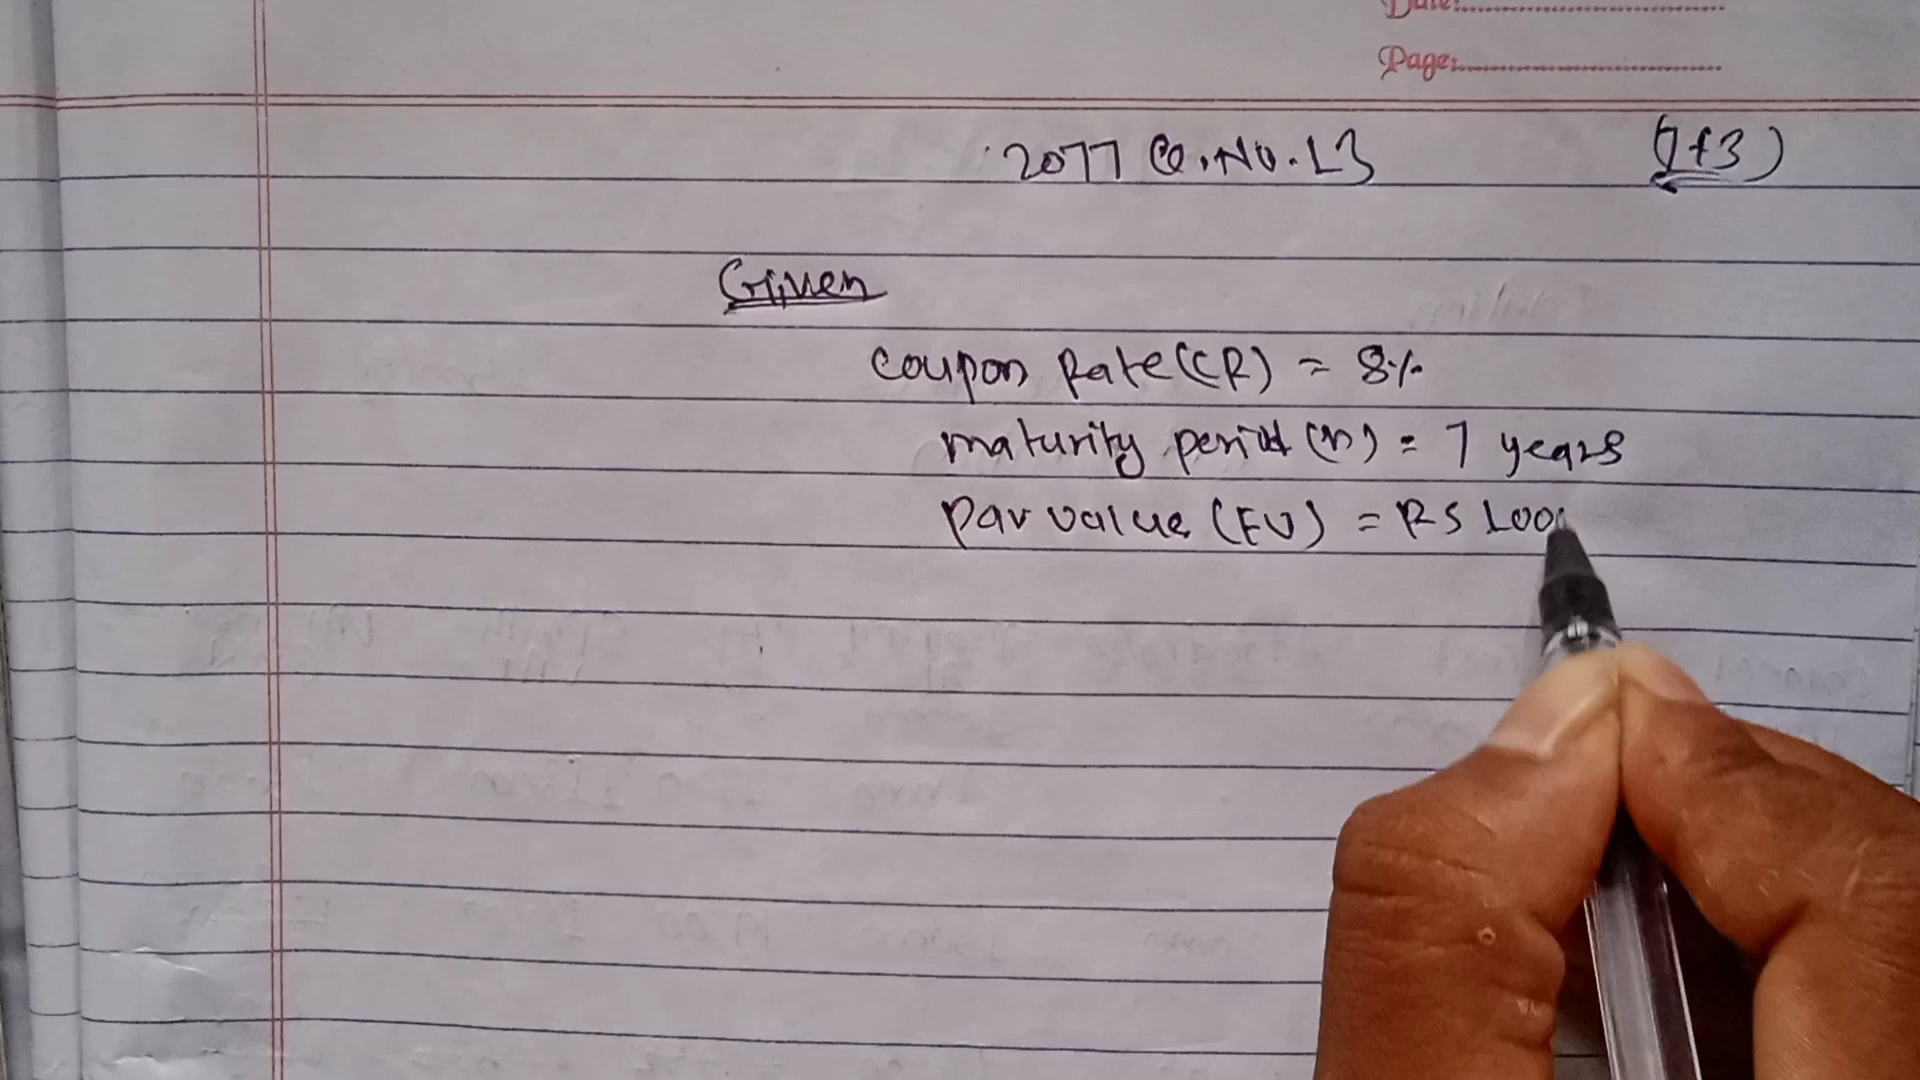 Date:
Page:
2077 Q.No.13 (7+3)
Given
Coupon Rate (CR) = 8%
maturity period (n) = 7 years
Par value (FV) = RS 100